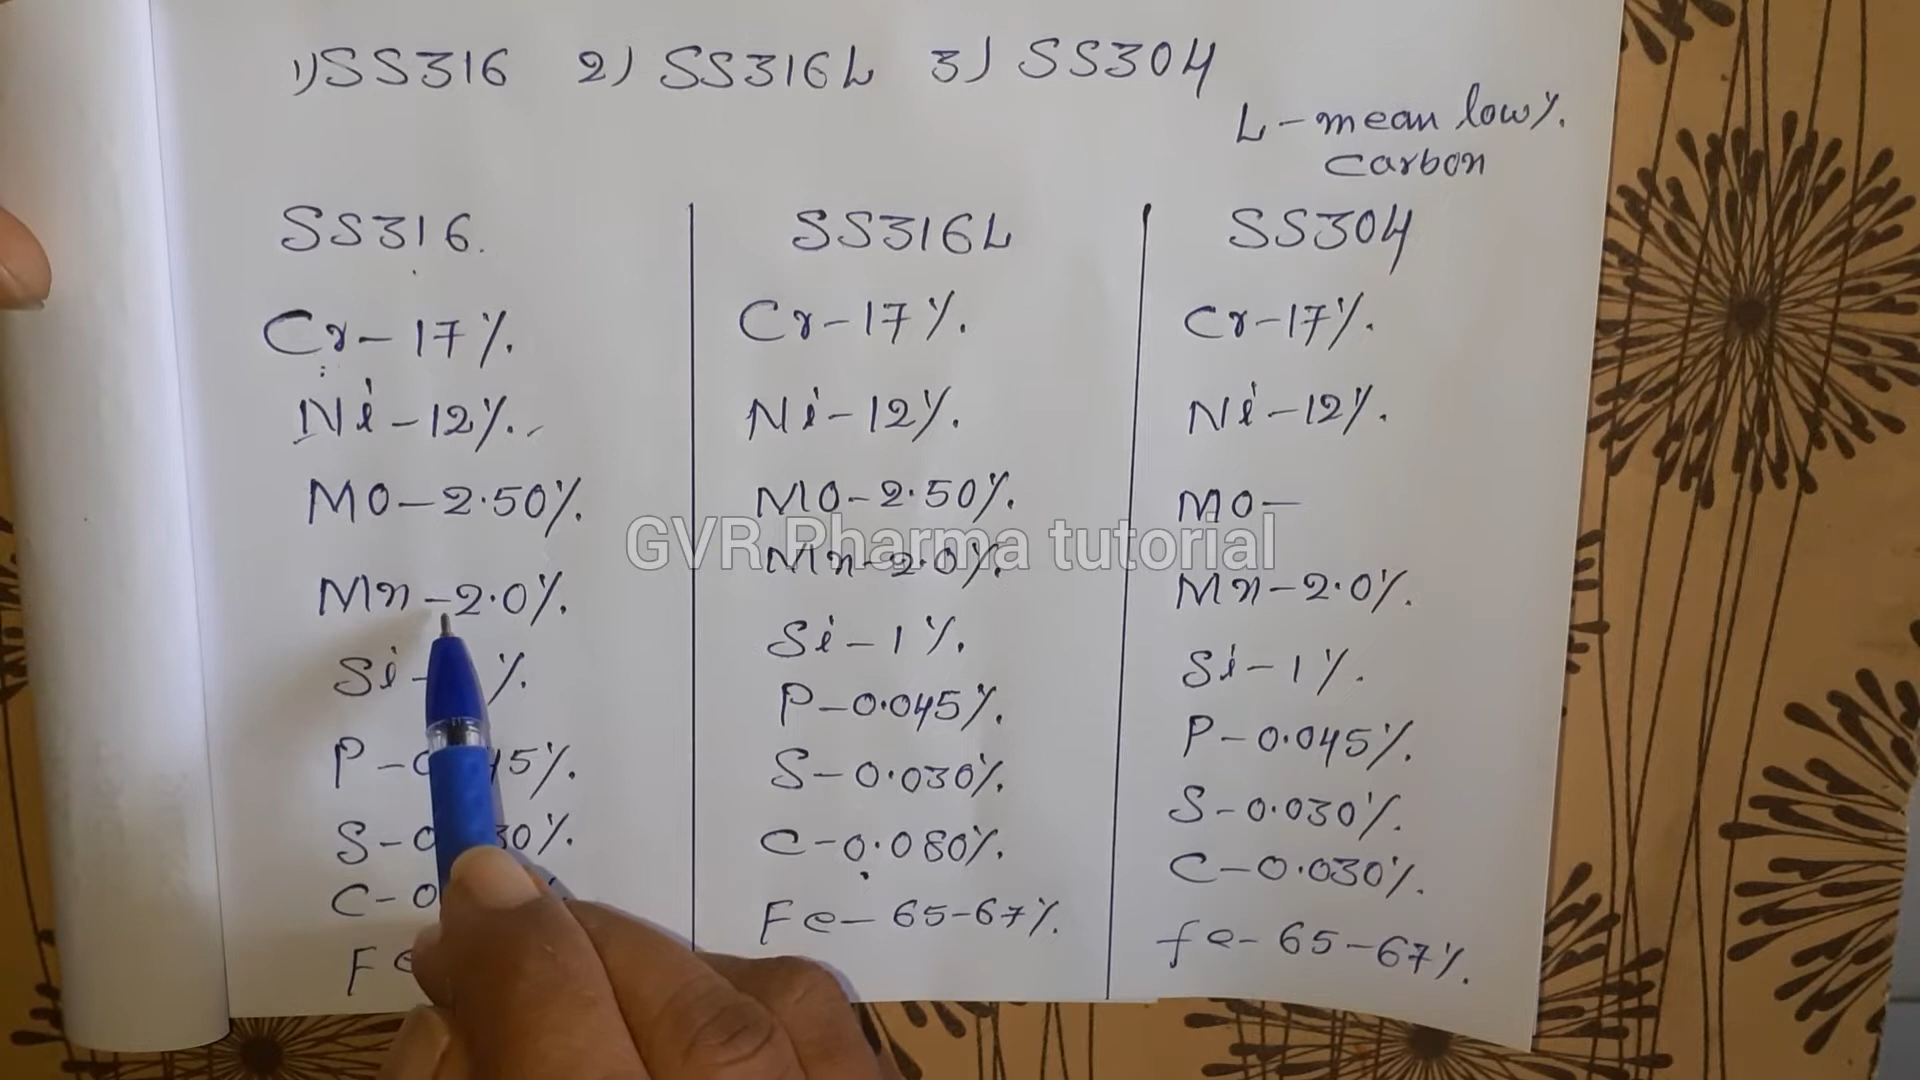 1) SS316 2) SS316L 3) SS304
L - mean low %.
carbon
SS316.
Cr - 17%.
Ni - 12%.
MO - 2.50%.
Mn - 2.0%.
Si - %.
P - 
S - 
C - 
Fe
SS316L
Cr - 17%.
Ni - 12%.
MO - 2.50%.
Mn - 2.0%.
Si - 1%.
P - 0.045%.
S - 0.030%.
C - 0.080%.
Fe - 65-67%.
SS304
Cr - 17%.
Ni - 12%.
MO -
Mn - 2.0%.
Si - 1%.
P - 0.045%.
S - 0.030%.
C - 0.030%.
fe - 65-67%.
GVR Pharma tutorial